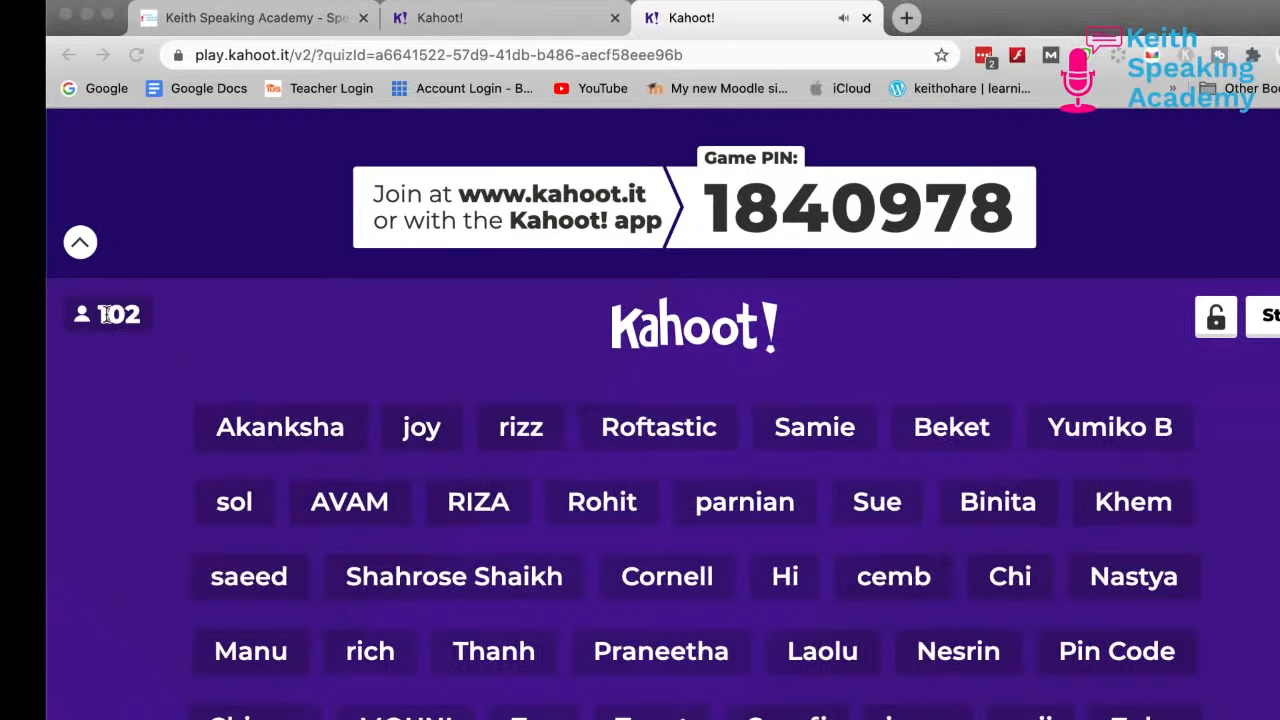 Keith Speaking Academy - Spe
Kahoot!
Kahoot!
play.kahoot.it/v2/?quizId=a6641522-57d9-41db-b486-aecf58eee96b
2
Keith
Speaking
Academy
Google
Google Docs
Teacher Login
Account Login - B...
YouTube
My new Moodle si...
iCloud
keithohare | learni...
» Other Boo
Game PIN:
Join at www.kahoot.it
or with the Kahoot! app
1840978
102
Kahoot!
St
Akanksha joy rizz Roftastic Samie Beket Yumiko B
sol AVAM RIZA Rohit parnian Sue Binita Khem
saeed Shahrose Shaikh Cornell Hi cemb Chi Nastya
Manu rich Thanh Praneetha Laolu Nesrin Pin Code